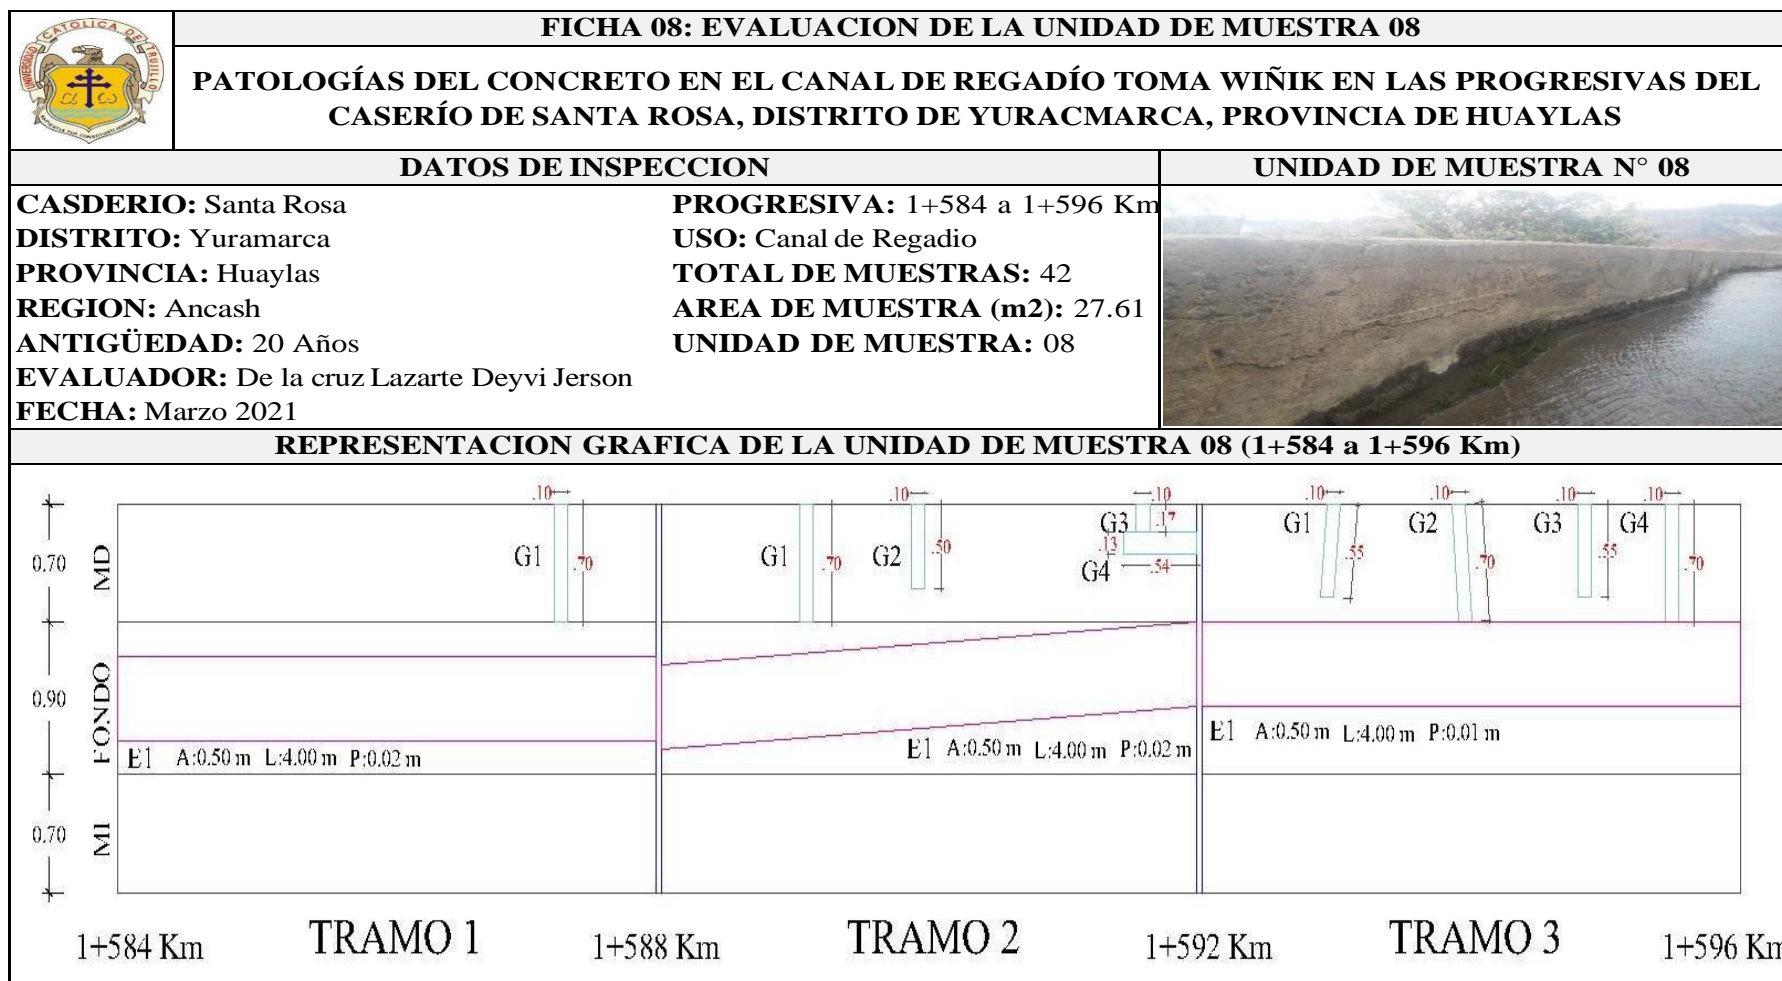 UNIVERSIDAD CATOLICA DE TRUJILLO
FICHA 08: EVALUACION DE LA UNIDAD DE MUESTRA 08
PATOLOGÍAS DEL CONCRETO EN EL CANAL DE REGADÍO TOMA WIÑIK EN LAS PROGRESIVAS DEL
CASERÍO DE SANTA ROSA, DISTRITO DE YURACMARCA, PROVINCIA DE HUAYLAS
DATOS DE INSPECCION
UNIDAD DE MUESTRA N° 08
CASDERIO: Santa Rosa
PROGRESIVA: 1+584 a 1+596 Km
DISTRITO: Yuramarca
USO: Canal de Regadio
PROVINCIA: Huaylas
TOTAL DE MUESTRAS: 42
REGION: Ancash
AREA DE MUESTRA (m2): 27.61
ANTIGÜEDAD: 20 Años
UNIDAD DE MUESTRA: 08
EVALUADOR: De la cruz Lazarte Deyvi Jerson
FECHA: Marzo 2021
REPRESENTACION GRAFICA DE LA UNIDAD DE MUESTRA 08 (1+584 a 1+596 Km)
.10 .10 .10 .10 .10 .10 .10
0.70 MD
G1 .70
G1 .70
G2 .50
G3 .17
.13
G4 .54
G1 .55
G2 .70
G3 .55
G4 .70
0.90 FONDO
E1 A:0.50 m L:4.00 m P:0.02 m
E1 A:0.50 m L:4.00 m P:0.02 m
E1 A:0.50 m L:4.00 m P:0.01 m
0.70 MI
1+584 Km TRAMO 1 1+588 Km TRAMO 2 1+592 Km TRAMO 3 1+596 Km